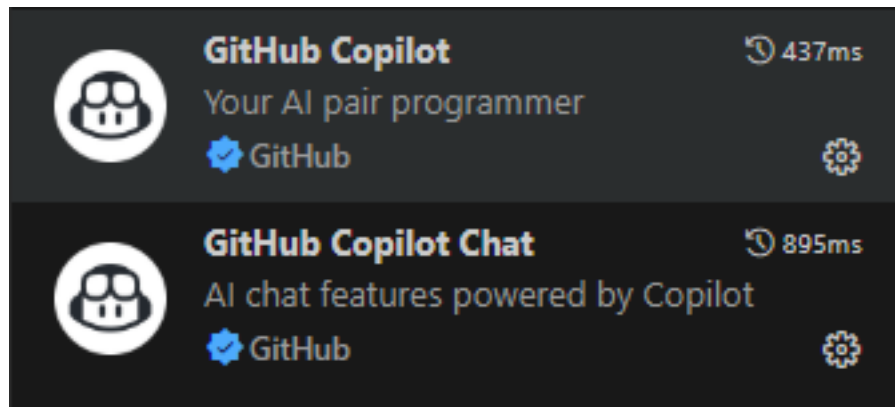 GitHub Copilot
437ms
Your AI pair programmer
GitHub
GitHub Copilot Chat
895ms
AI chat features powered by Copilot
GitHub